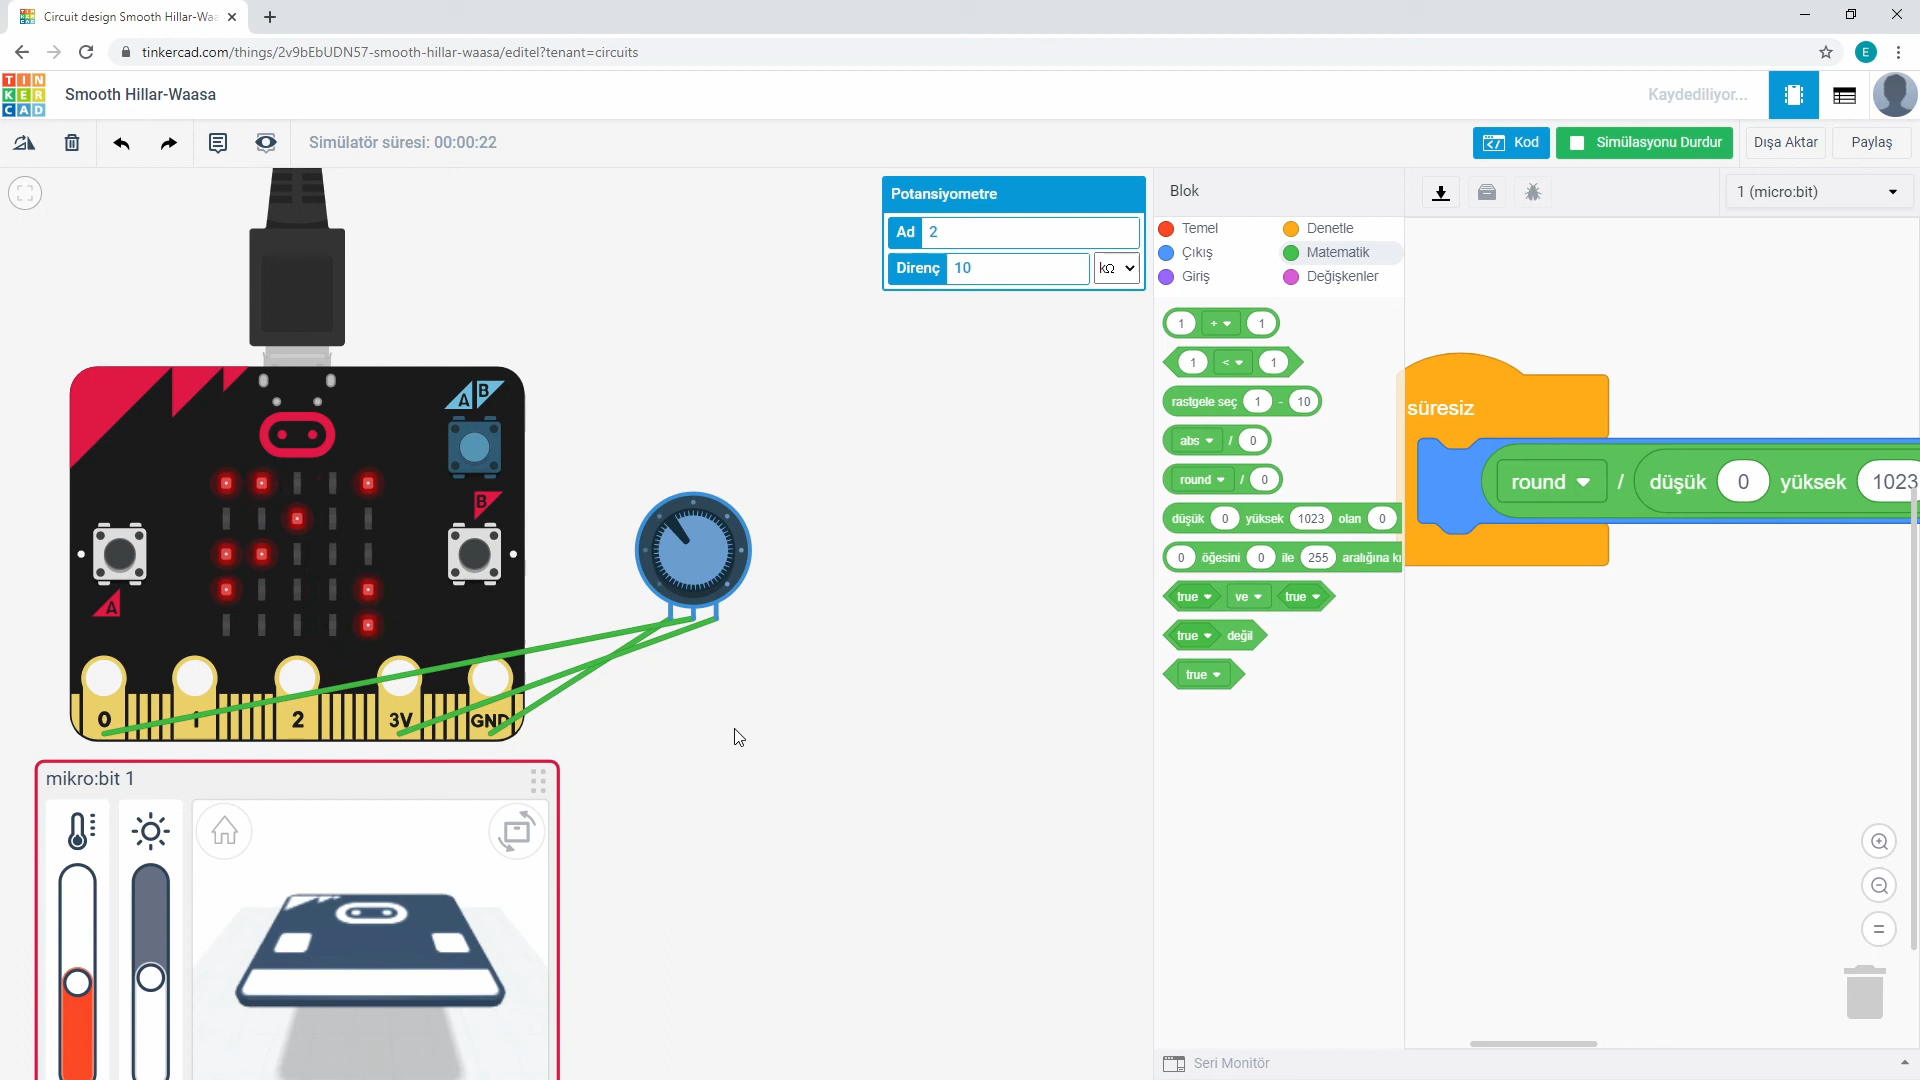 Circuit design Smooth Hillar-Waa
tinkercad.com/things/2v9bEbUDN57-smooth-hillar-waasa/editel?tenant=circuits
E
TIN
KER
CAD
Smooth Hillar-Waasa
Kaydediliyor...
Simülatör süresi: 00:00:22
Kod
Simülasyonu Durdur
Dışa Aktar
Paylaş
Potansiyometre
Ad 2
Direnç 10 kΩ
Blok
1 (micro:bit)
Temel
Denetle
Çıkış
Matematik
Giriş
Değişkenler
1 + 1
1 < 1
rastgele seç 1 - 10
abs / 0
round / 0
düşük 0 yüksek 1023 olan 0
0 öğesini 0 ile 255 aralığına kı
true ve true
true değil
true
süresiz
round / düşük 0 yüksek 1023
A B
B
A
0 1 2 3V GND
mikro:bit 1
Seri Monitör